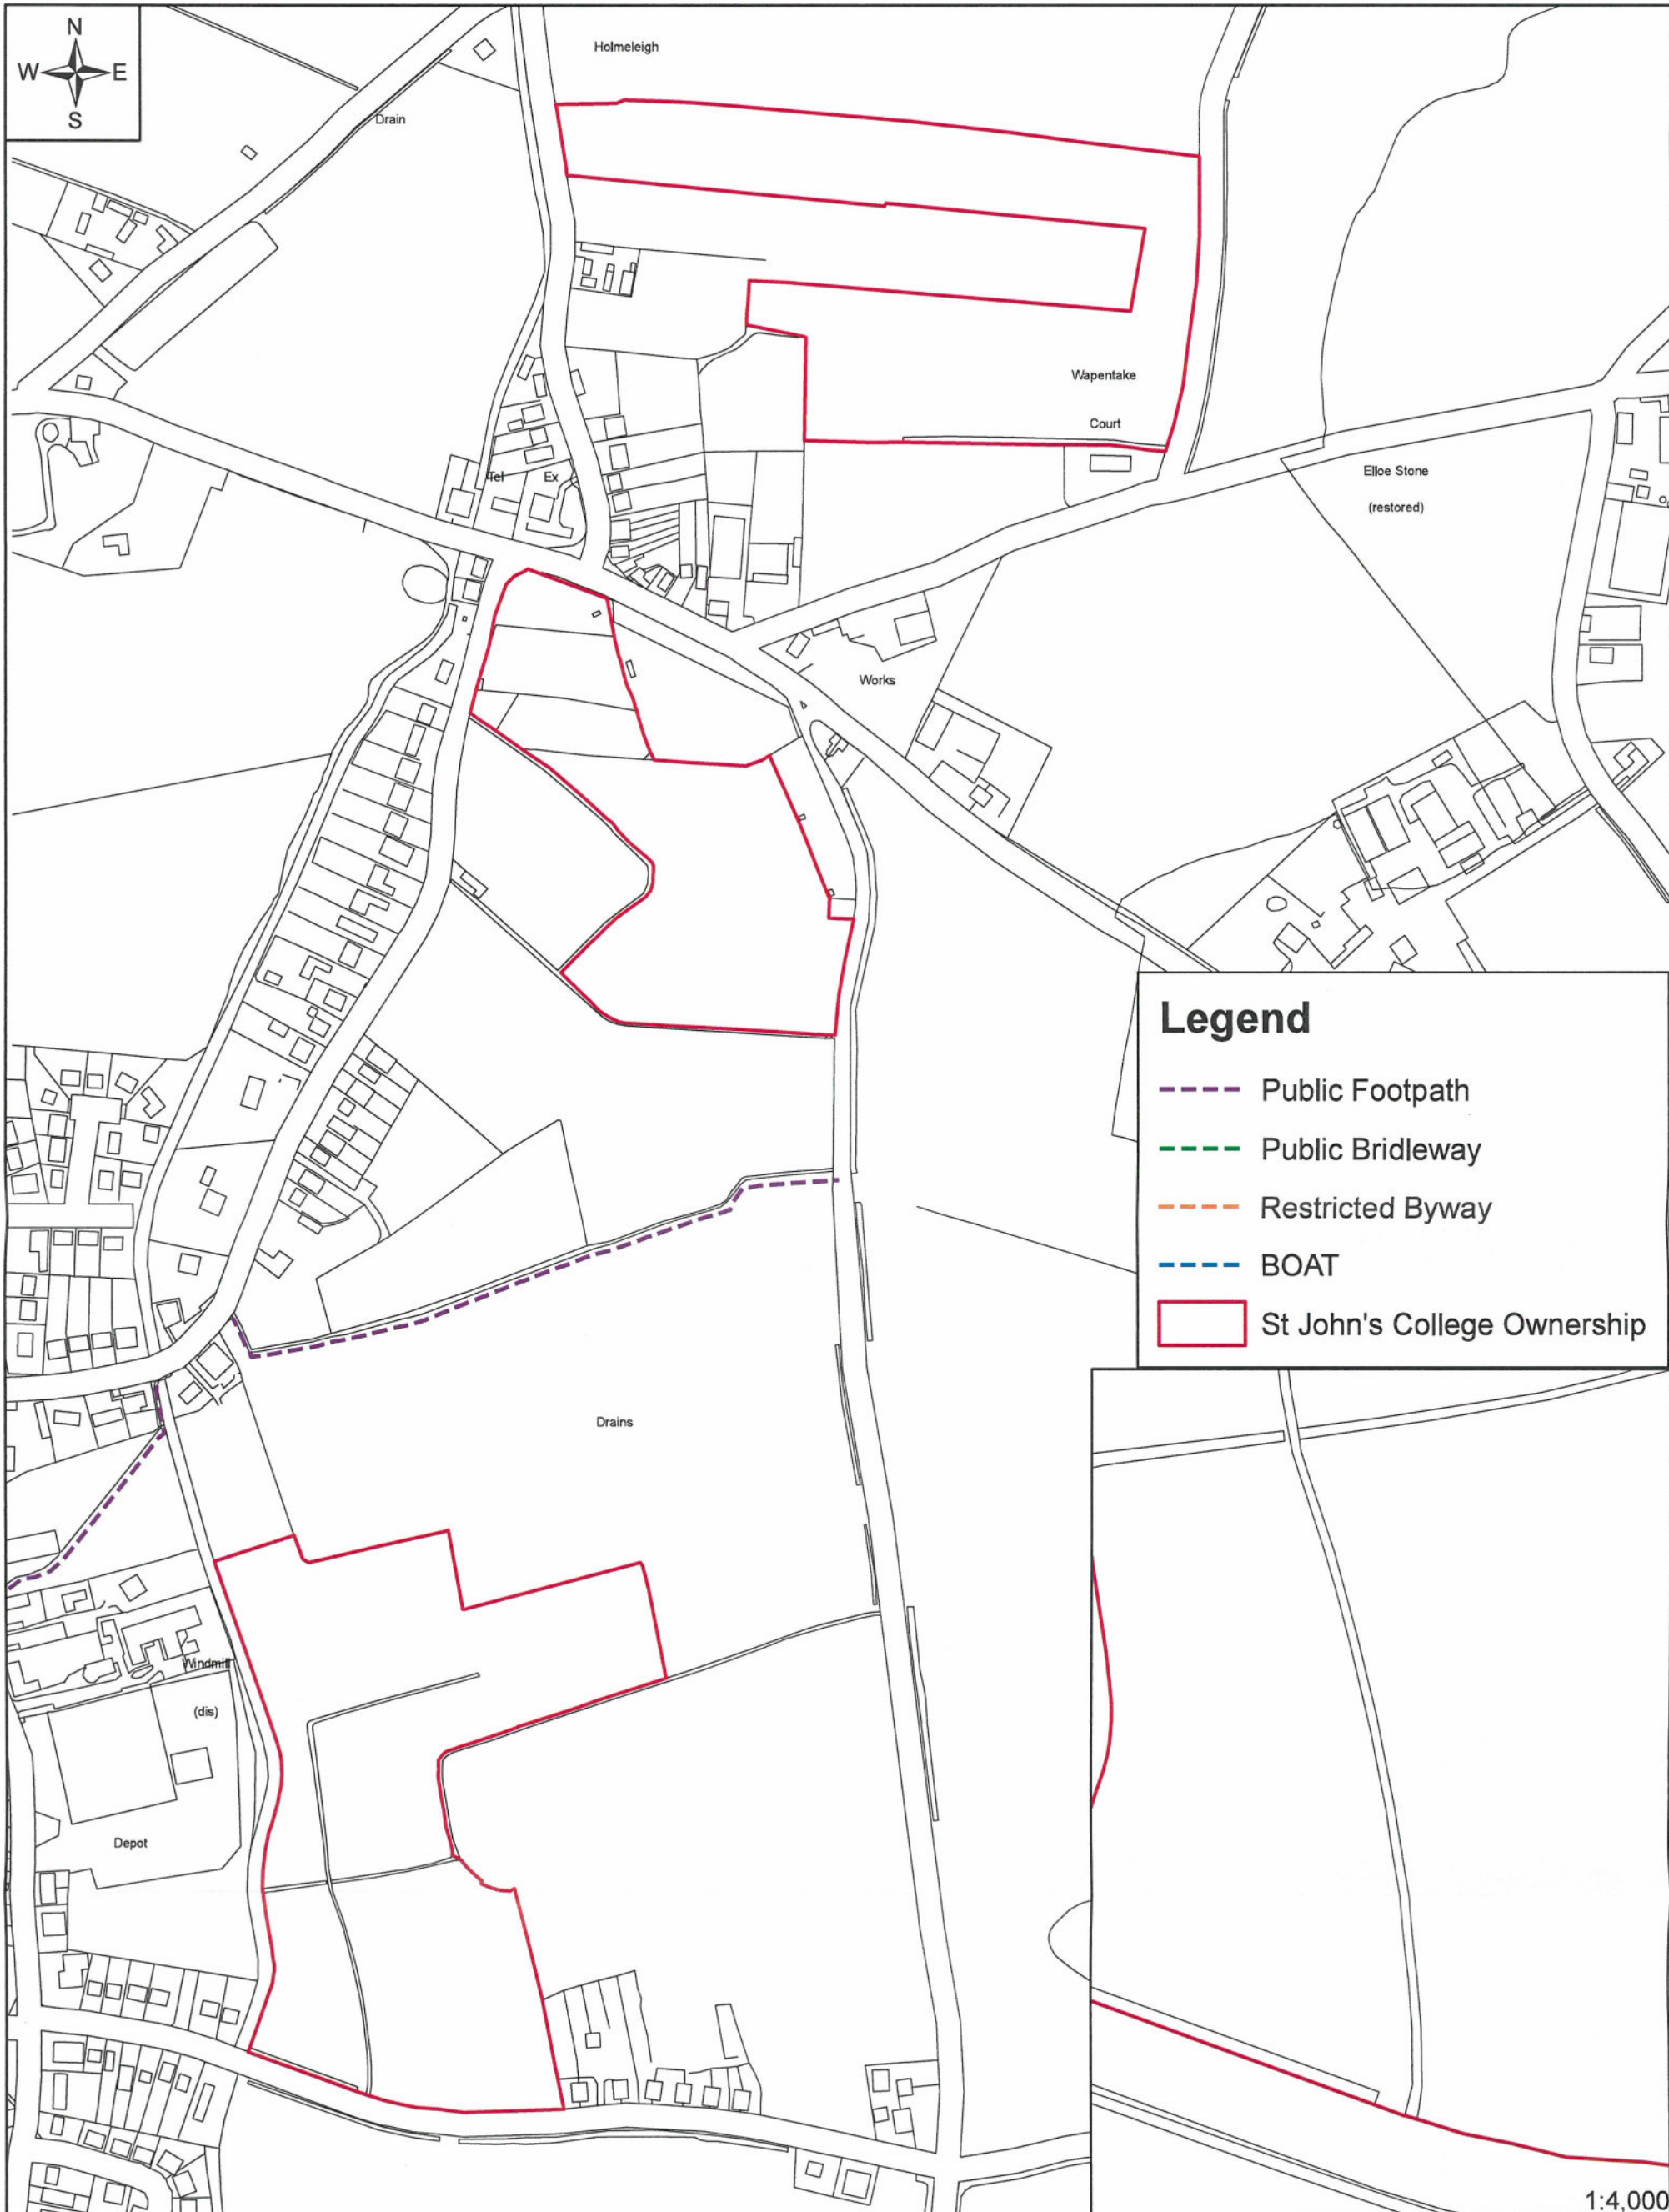 N
W E
S
Holmeleigh
Drain
Wapentake
Court
Tel Ex
Elloe Stone
(restored)
Works
Legend
Public Footpath
Public Bridleway
Restricted Byway
BOAT
St John's College Ownership
Drains
Windmill
(dis)
Depot
1:4,000